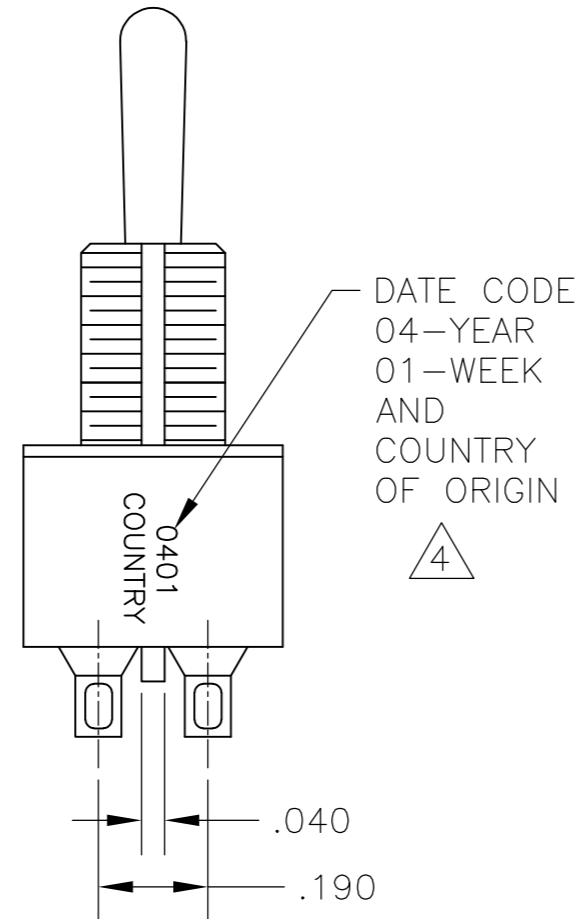 DATE CODE
04-YEAR
01-WEEK
AND
COUNTRY
OF ORIGIN
4
0401
COUNTRY
.040
.190